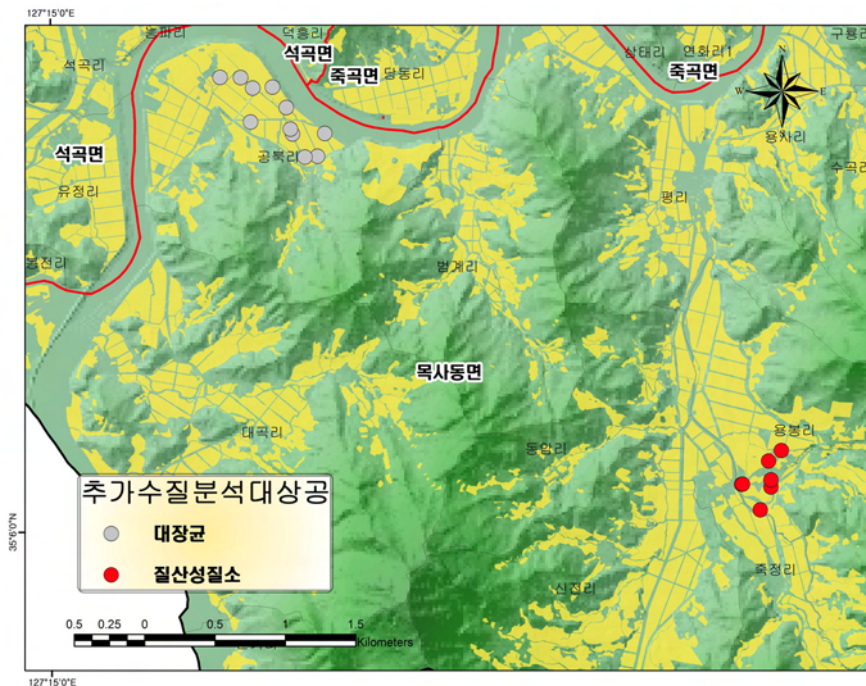 127°15'0"E
덕흥리
석곡면
연화리1
구룡리
석곡리
당동리
상태리
죽곡면
죽곡면
N
W
E
S
용사리
석곡면
공북리
수곡리
유정리
평리
봉전리
범계리
목사동면
대곡리
동암리
용봉리
추가수질분석대상공
대장균
질산성질소
35°6'0"N
신전리
죽정리
0.5 0.25 0 0.5 1 1.5
Kilometers
127°15'0"E